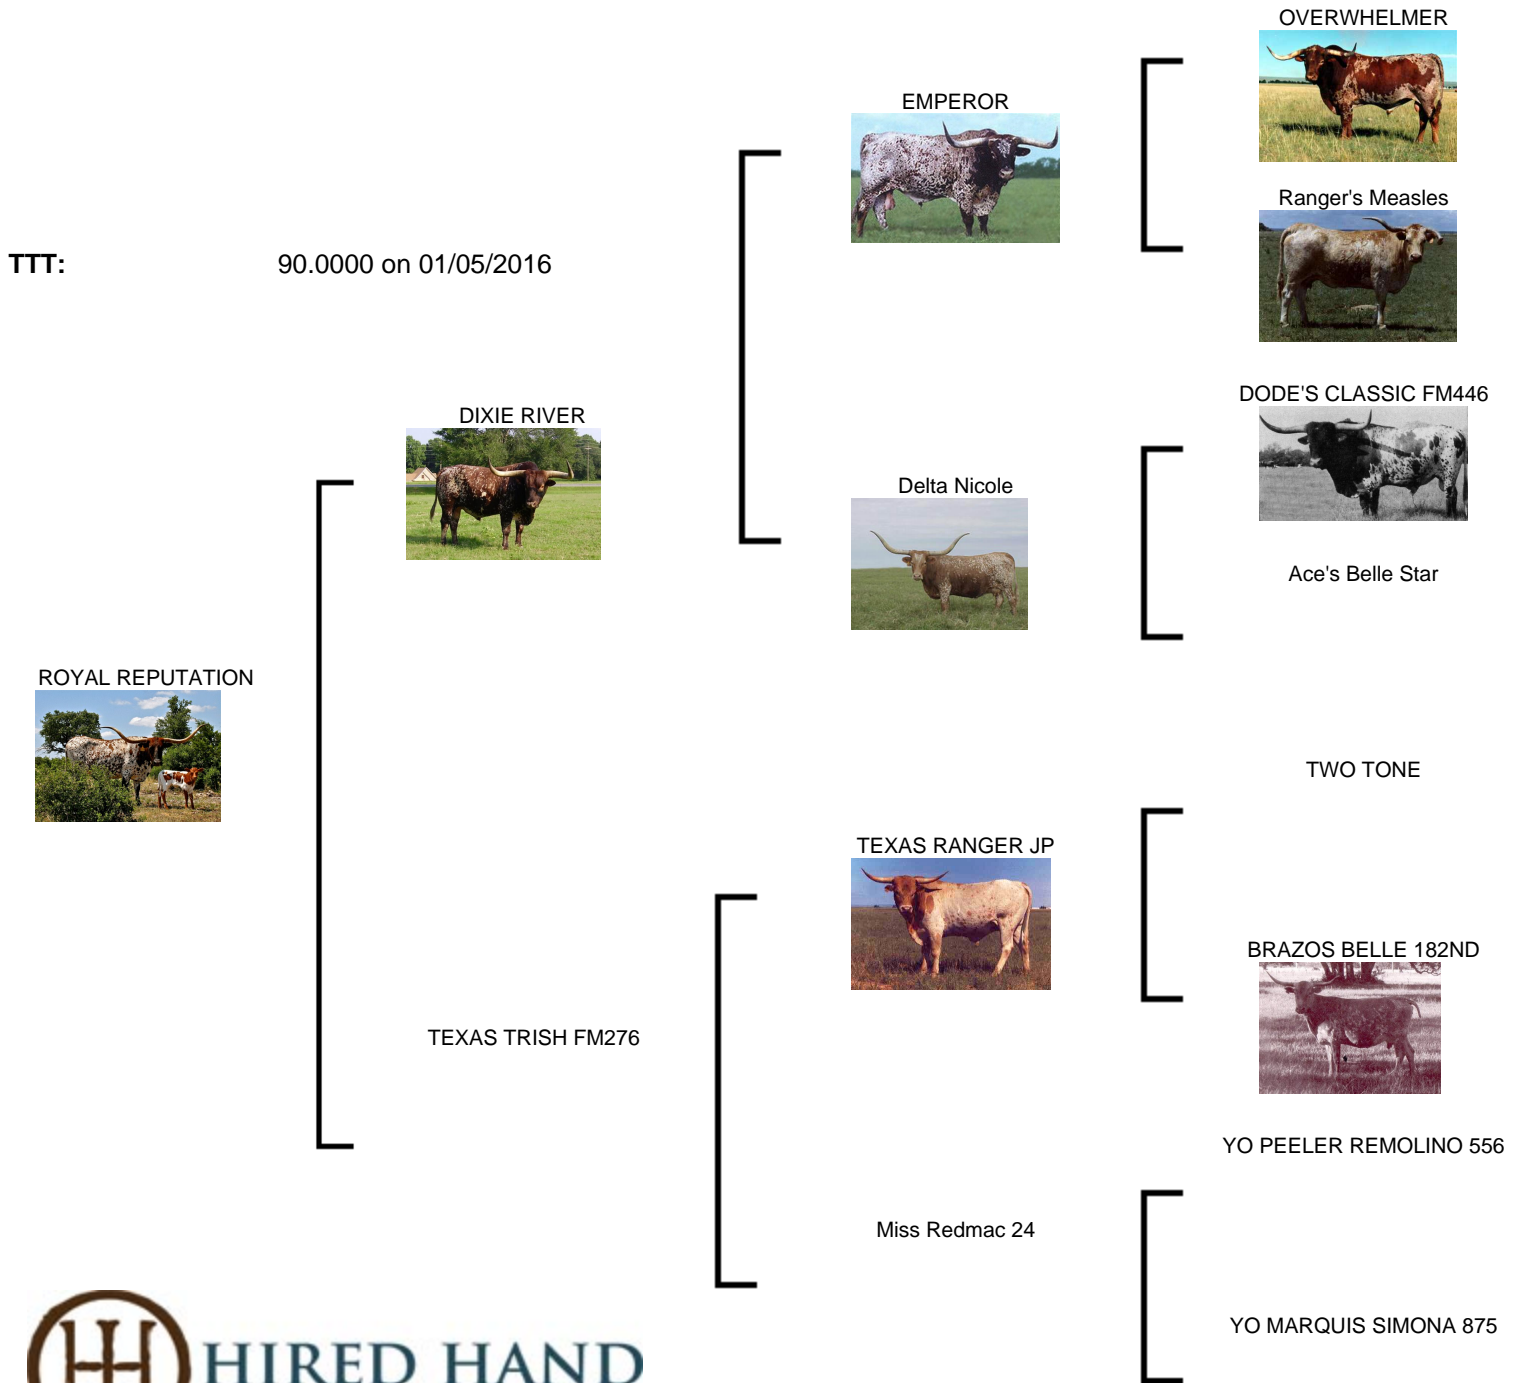 OVERWHELMER
EMPEROR
Ranger's Measles
TTT: 90.0000 on 01/05/2016
DODE'S CLASSIC FM446
DIXIE RIVER
Delta Nicole
Ace's Belle Star
ROYAL REPUTATION
TWO TONE
TEXAS RANGER JP
BRAZOS BELLE 182ND
TEXAS TRISH FM276
YO PEELER REMOLINO 556
Miss Redmac 24
YO MARQUIS SIMONA 875
HIRED HAND